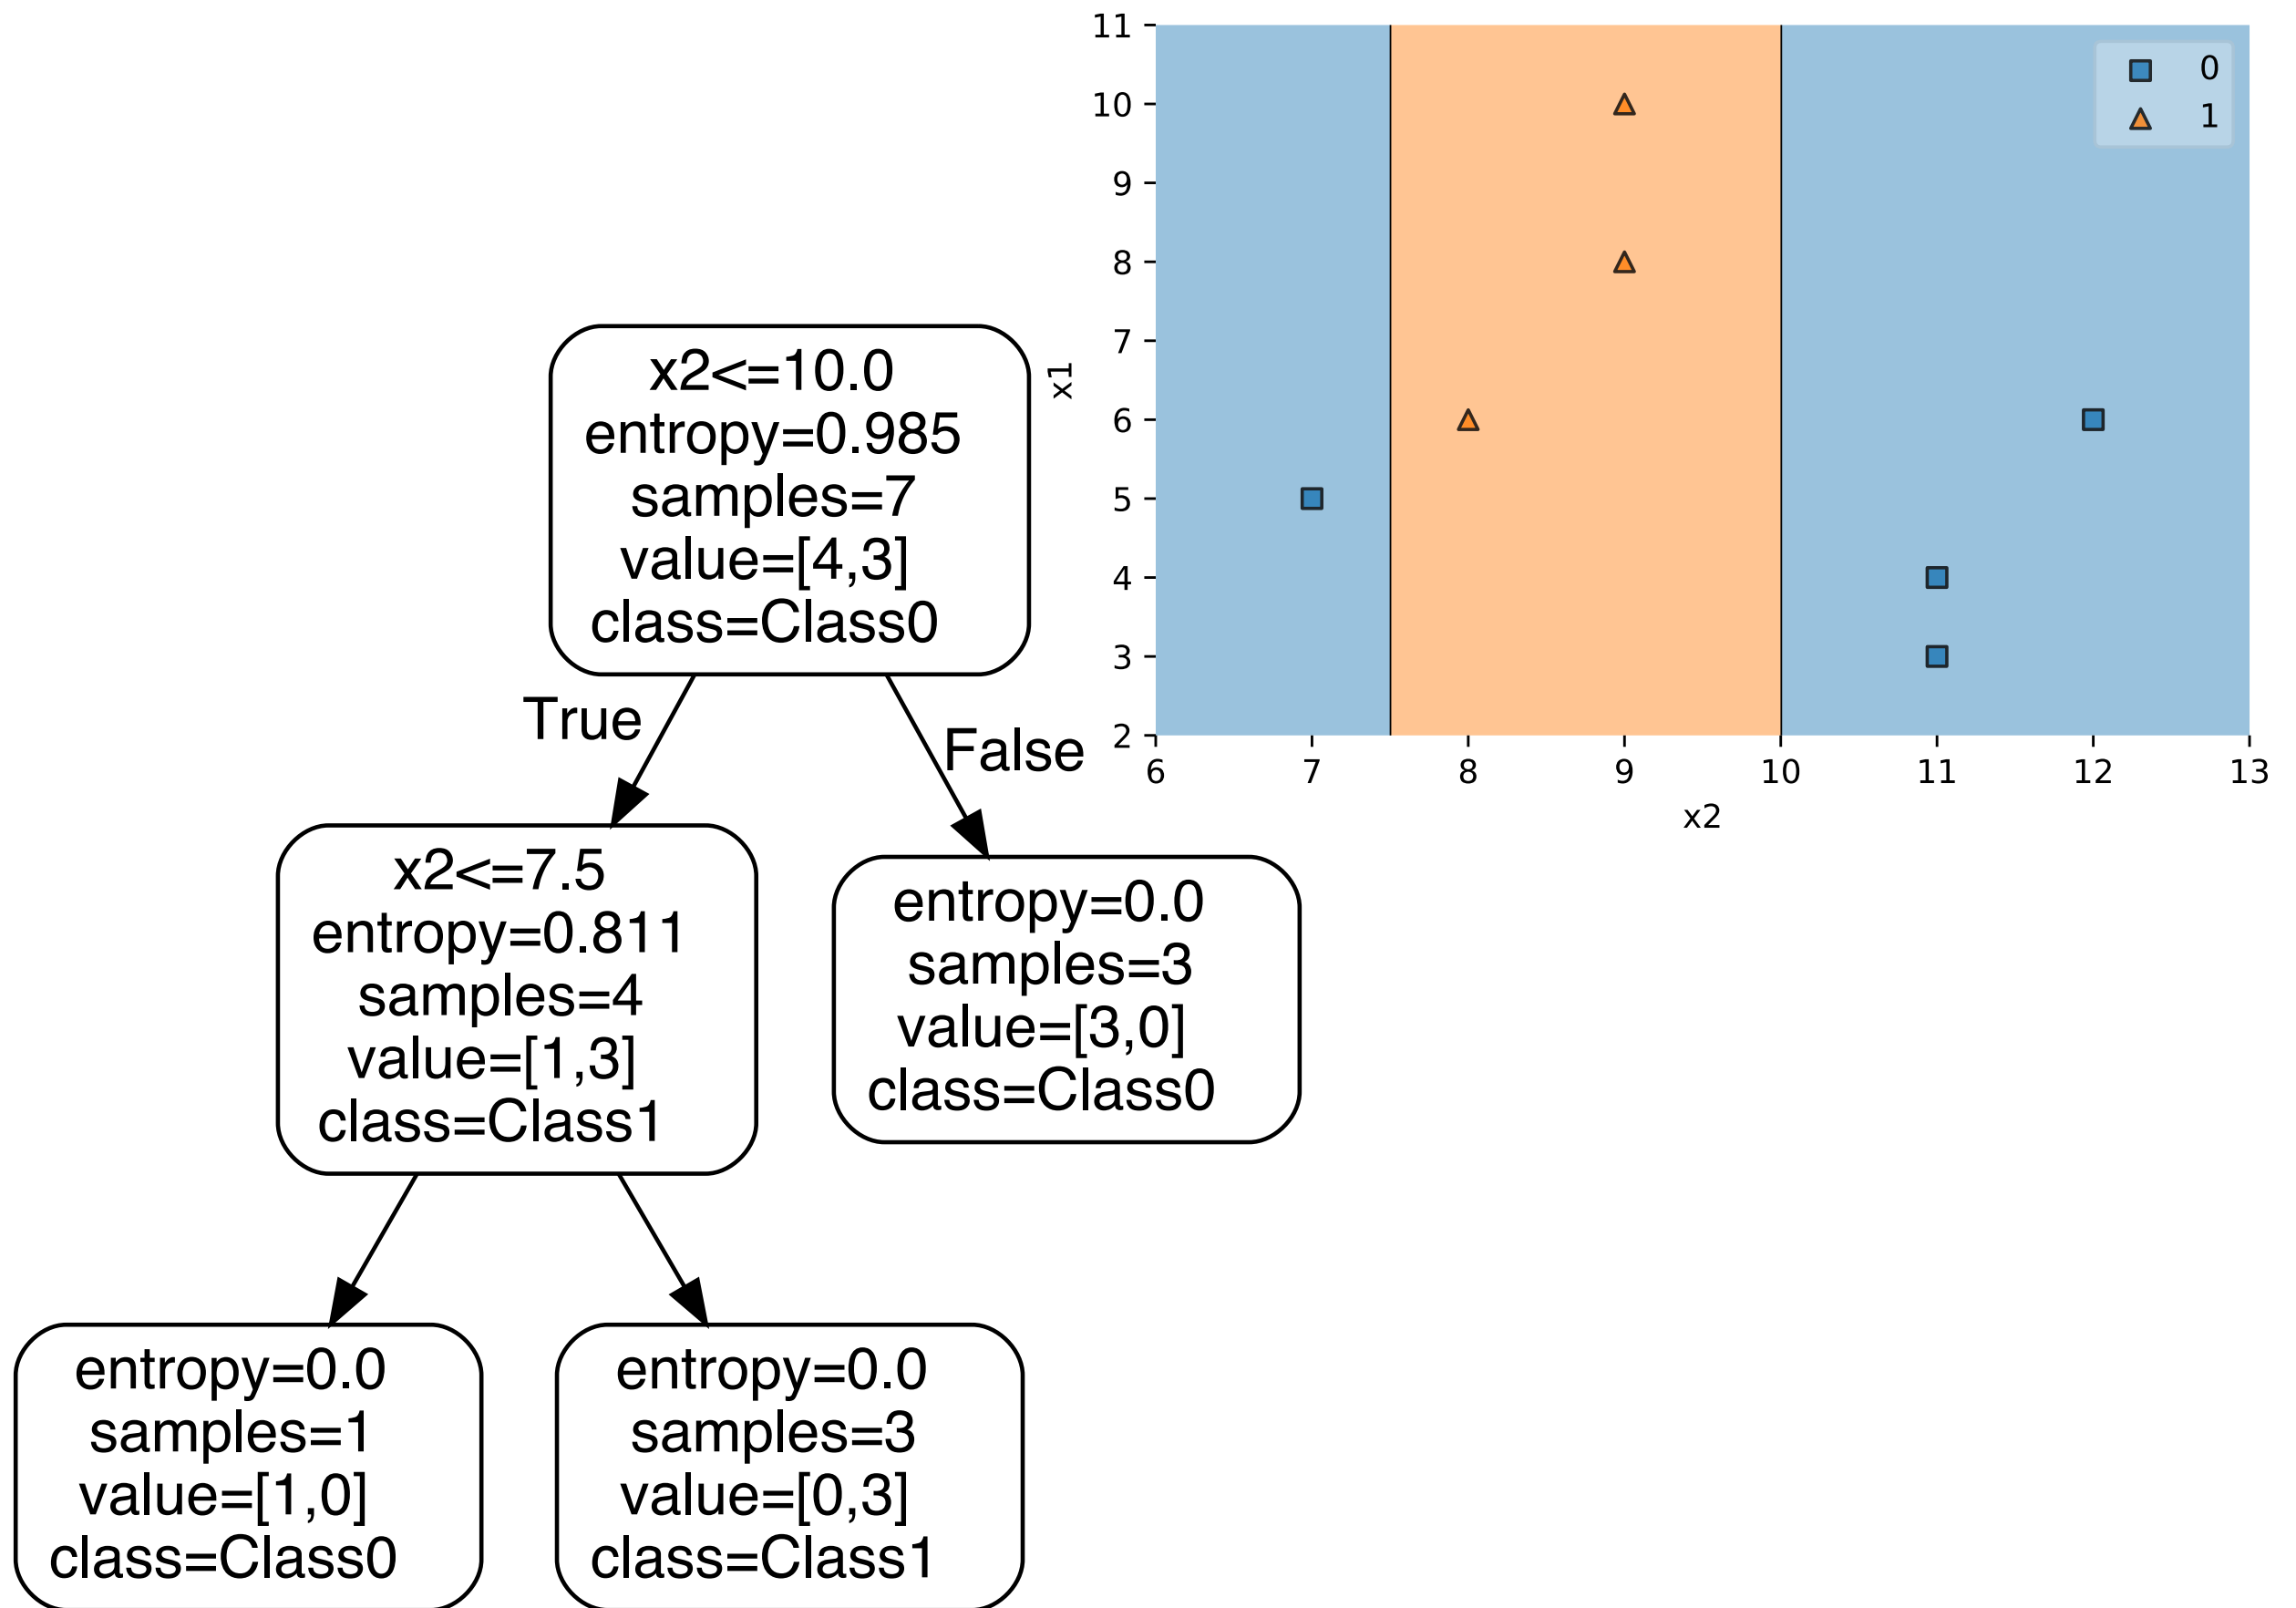 x2<=10.0
entropy=0.985
samples=7
value=[4,3]
class=Class0
True
False
x2<=7.5
entropy=0.811
samples=4
value=[1,3]
class=Class1
entropy=0.0
samples=3
value=[3,0]
class=Class0
entropy=0.0
samples=1
value=[1,0]
class=Class0
entropy=0.0
samples=3
value=[0,3]
class=Class1
11
10
9
8
7
6
5
4
3
2
x1
6 7 8 9 10 11 12 13
x2
0
1